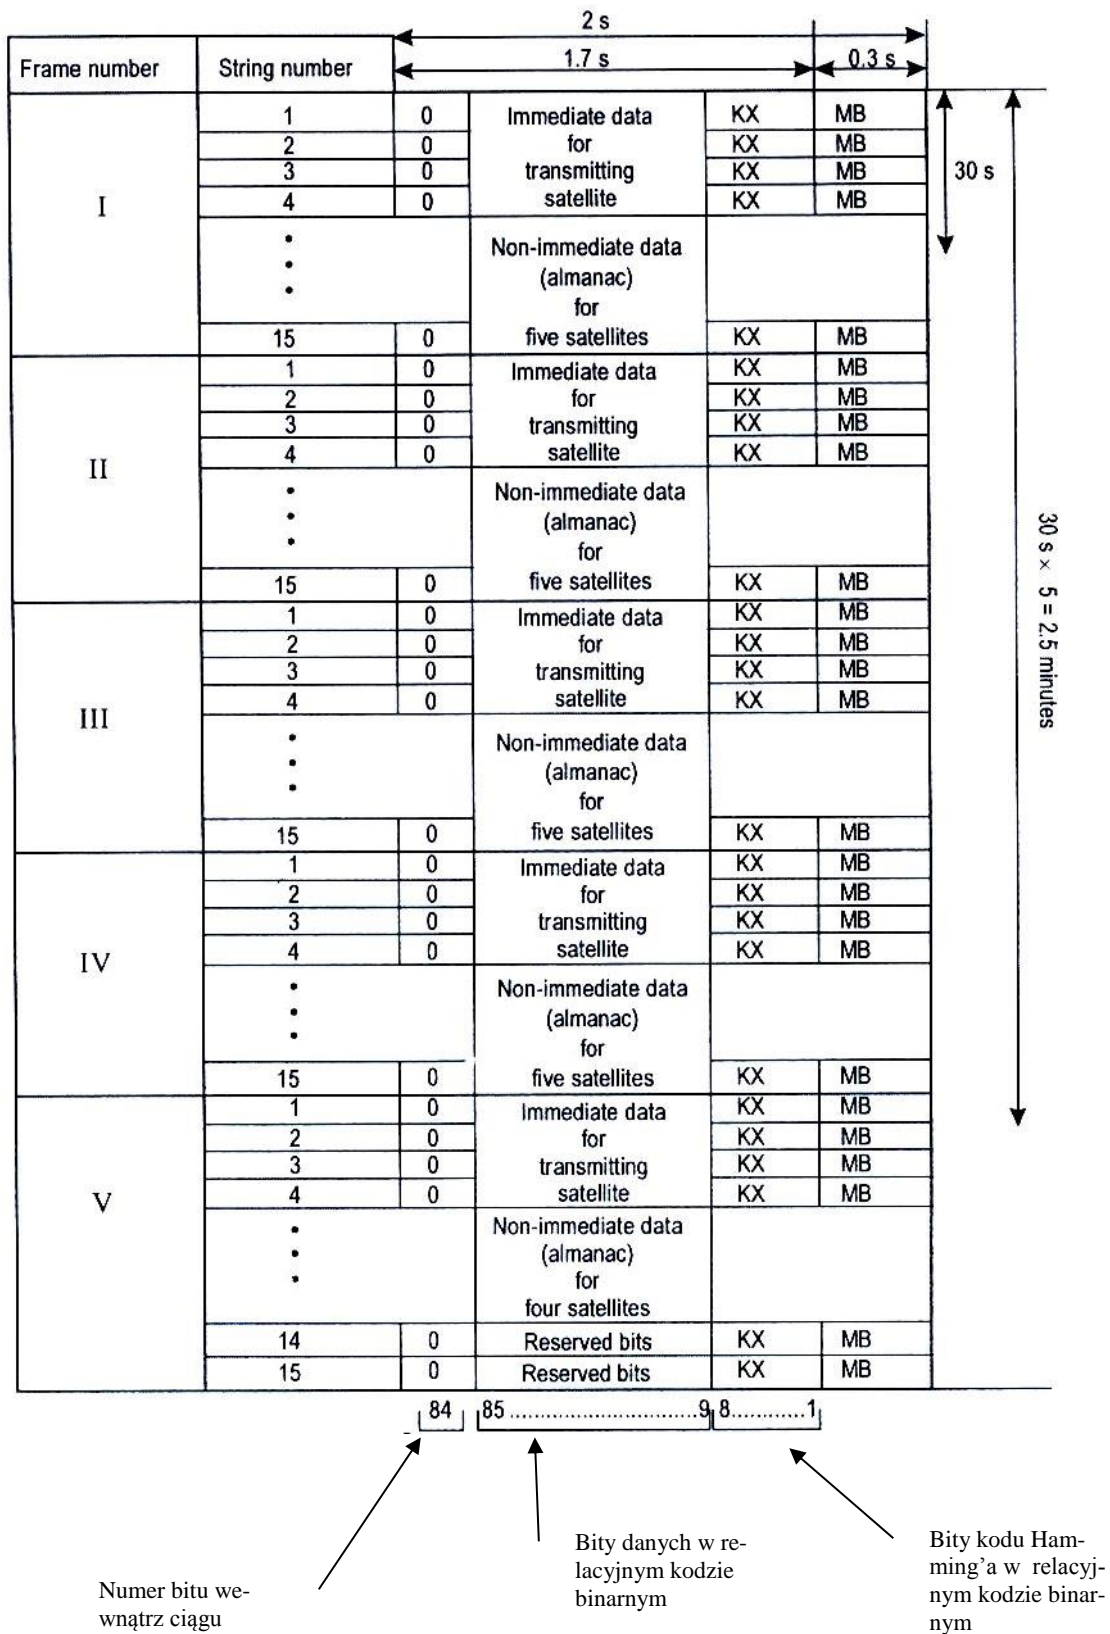 2 s
Frame number String number 1.7 s 0.3 s
1 0 Immediate data KX MB
2 0 for KX MB
3 0 transmitting KX MB
4 0 satellite KX MB
I
30 s
Non-immediate data
(almanac)
for
15 0 five satellites KX MB
1 0 Immediate data KX MB
2 0 for KX MB
3 0 transmitting KX MB
4 0 satellite KX MB
II
Non-immediate data
(almanac)
for
15 0 five satellites KX MB
30 s × 5 = 2.5 minutes
1 0 Immediate data KX MB
2 0 for KX MB
3 0 transmitting KX MB
4 0 satellite KX MB
III
Non-immediate data
(almanac)
for
15 0 five satellites KX MB
1 0 Immediate data KX MB
2 0 for KX MB
3 0 transmitting KX MB
4 0 satellite KX MB
IV
Non-immediate data
(almanac)
for
15 0 five satellites KX MB
1 0 Immediate data KX MB
2 0 for KX MB
3 0 transmitting KX MB
4 0 satellite KX MB
V
Non-immediate data
(almanac)
for
four satellites
14 0 Reserved bits KX MB
15 0 Reserved bits KX MB
84 85 ................................9 8............1
Numer bitu we-
wnątrz ciągu
Bity danych w re-
lacyjnym kodzie
binarnym
Bity kodu Ham-
ming’a w relacyj-
nym kodzie binar-
nym